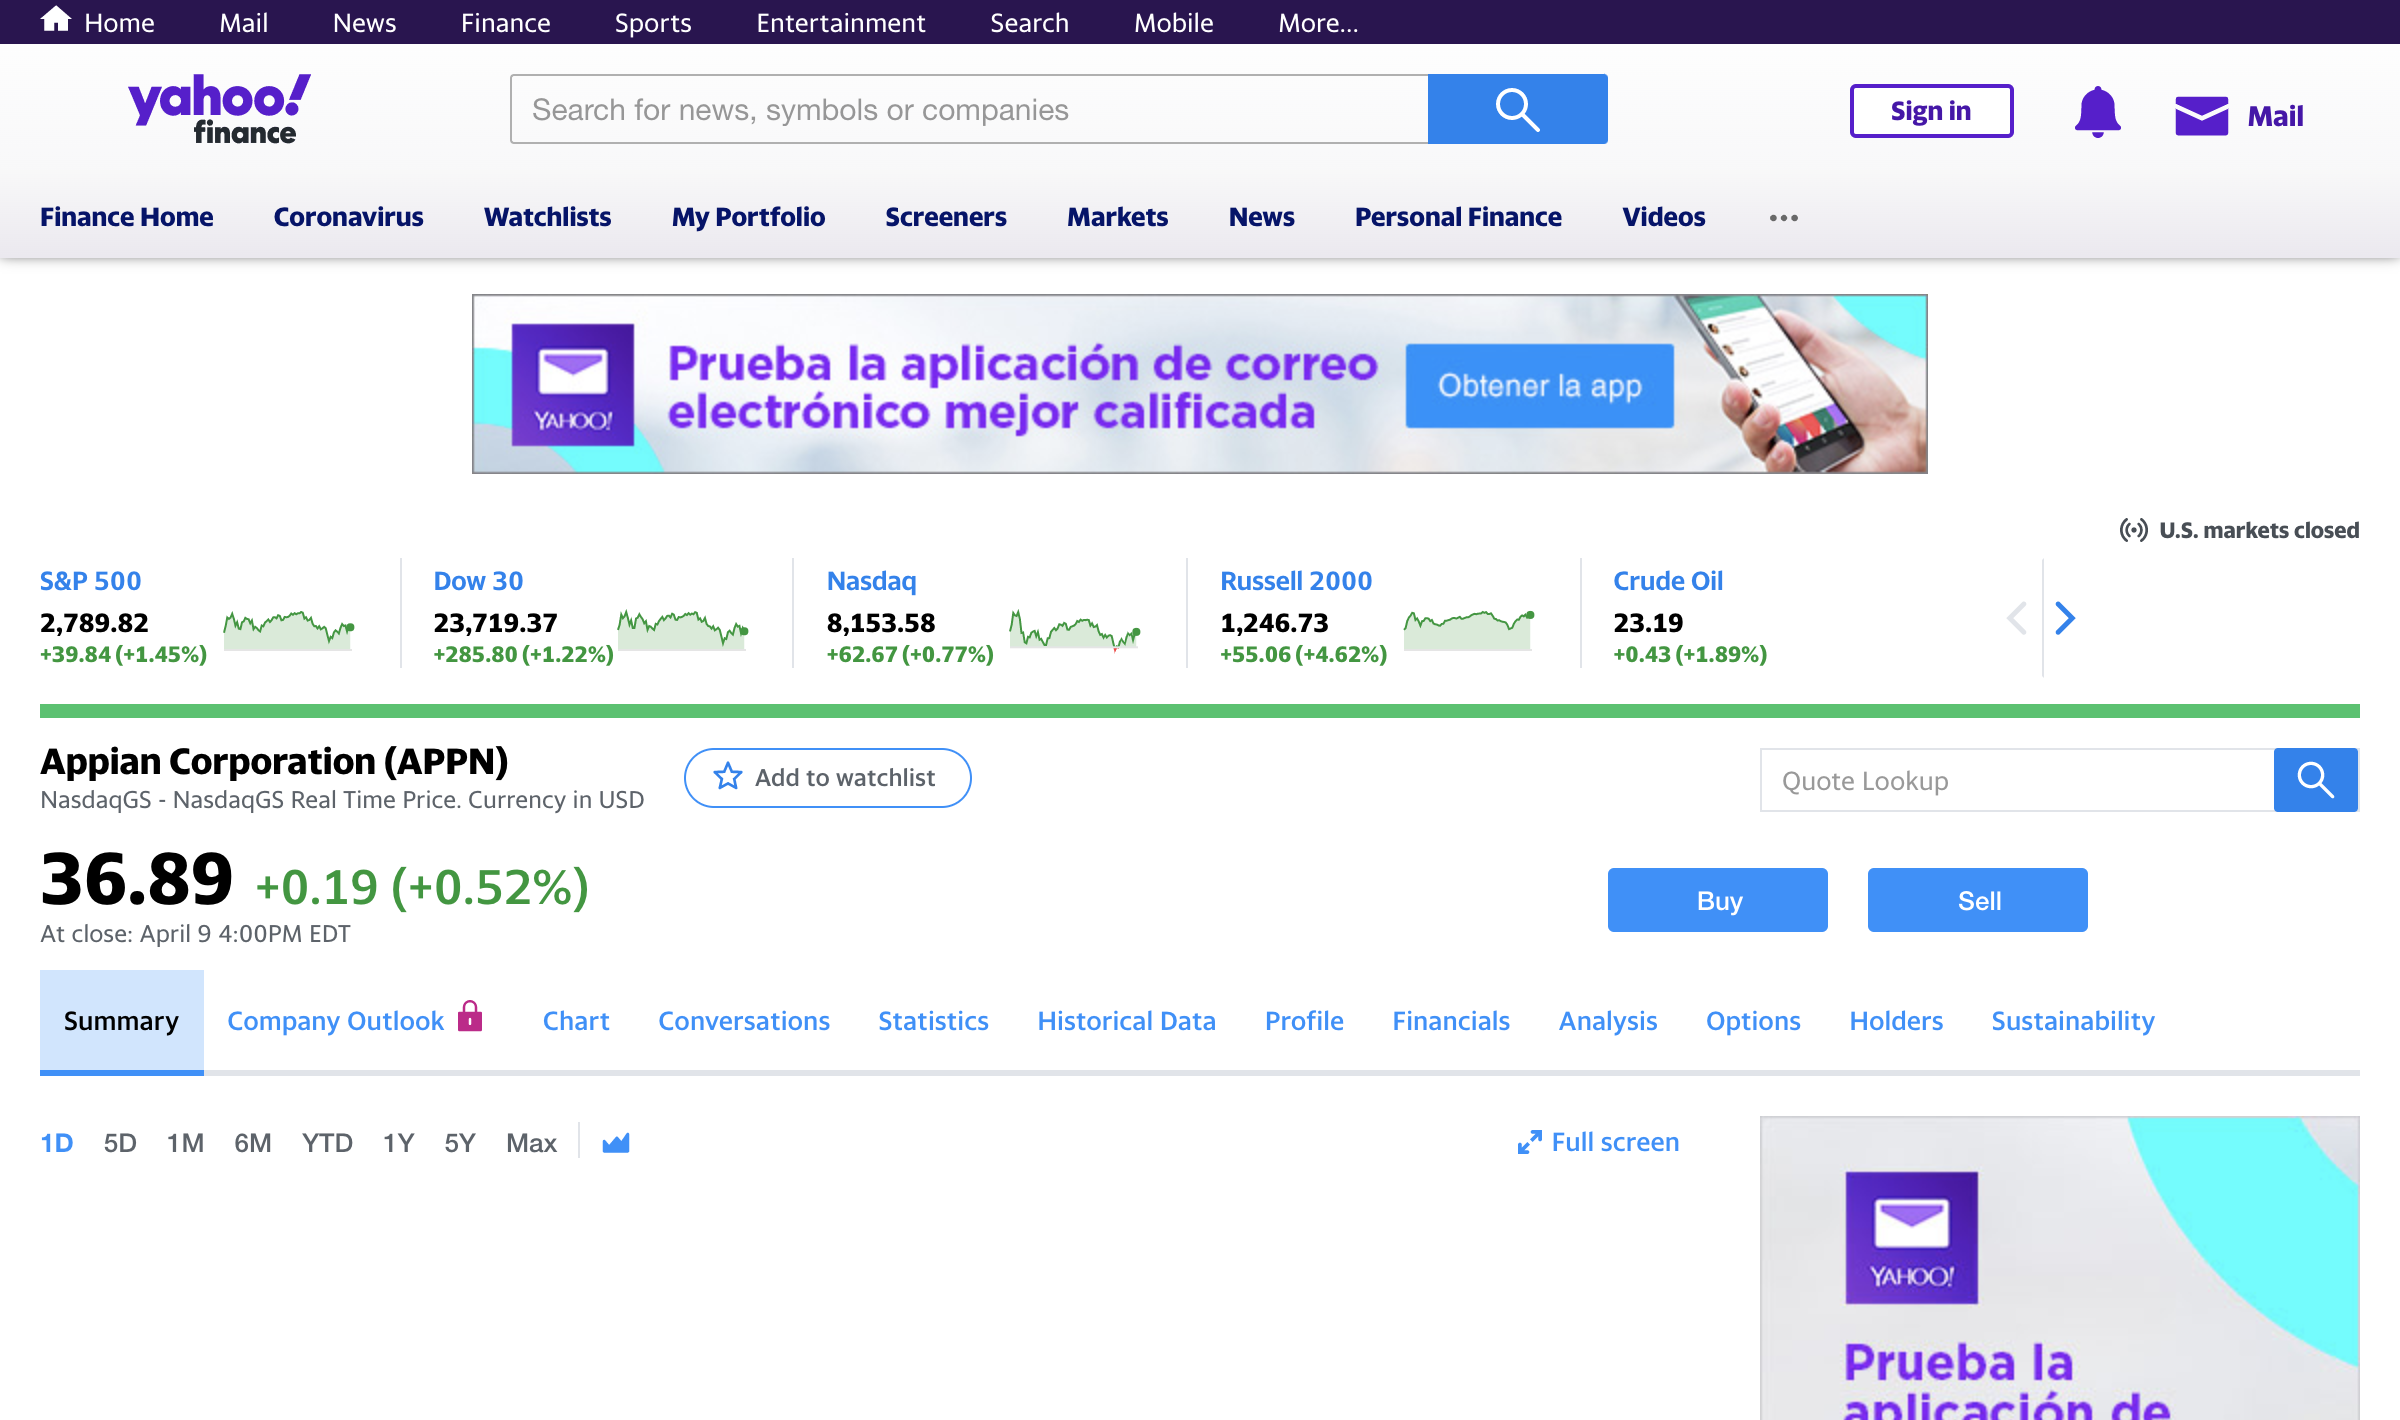 Home Mail News Finance Sports Entertainment Search Mobile More...
yahoo!
finance
Search for news, symbols or companies
Sign in
Mail
Finance Home Coronavirus Watchlists My Portfolio Screeners Markets News Personal Finance Videos •••
YAHOO!
Prueba la aplicación de correo
electrónico mejor calificada
Obtener la app
U.S. markets closed
S&P 500
2,789.82
+39.84 (+1.45%)
Dow 30
23,719.37
+285.80 (+1.22%)
Nasdaq
8,153.58
+62.67 (+0.77%)
Russell 2000
1,246.73
+55.06 (+4.62%)
Crude Oil
23.19
+0.43 (+1.89%)
Appian Corporation (APPN)
NasdaqGS - NasdaqGS Real Time Price. Currency in USD
Add to watchlist
Quote Lookup
36.89 +0.19 (+0.52%)
At close: April 9 4:00PM EDT
Buy
Sell
Summary Company Outlook Chart Conversations Statistics Historical Data Profile Financials Analysis Options Holders Sustainability
1D 5D 1M 6M YTD 1Y 5Y Max
Full screen
YAHOO!
Prueba la
aplicación de